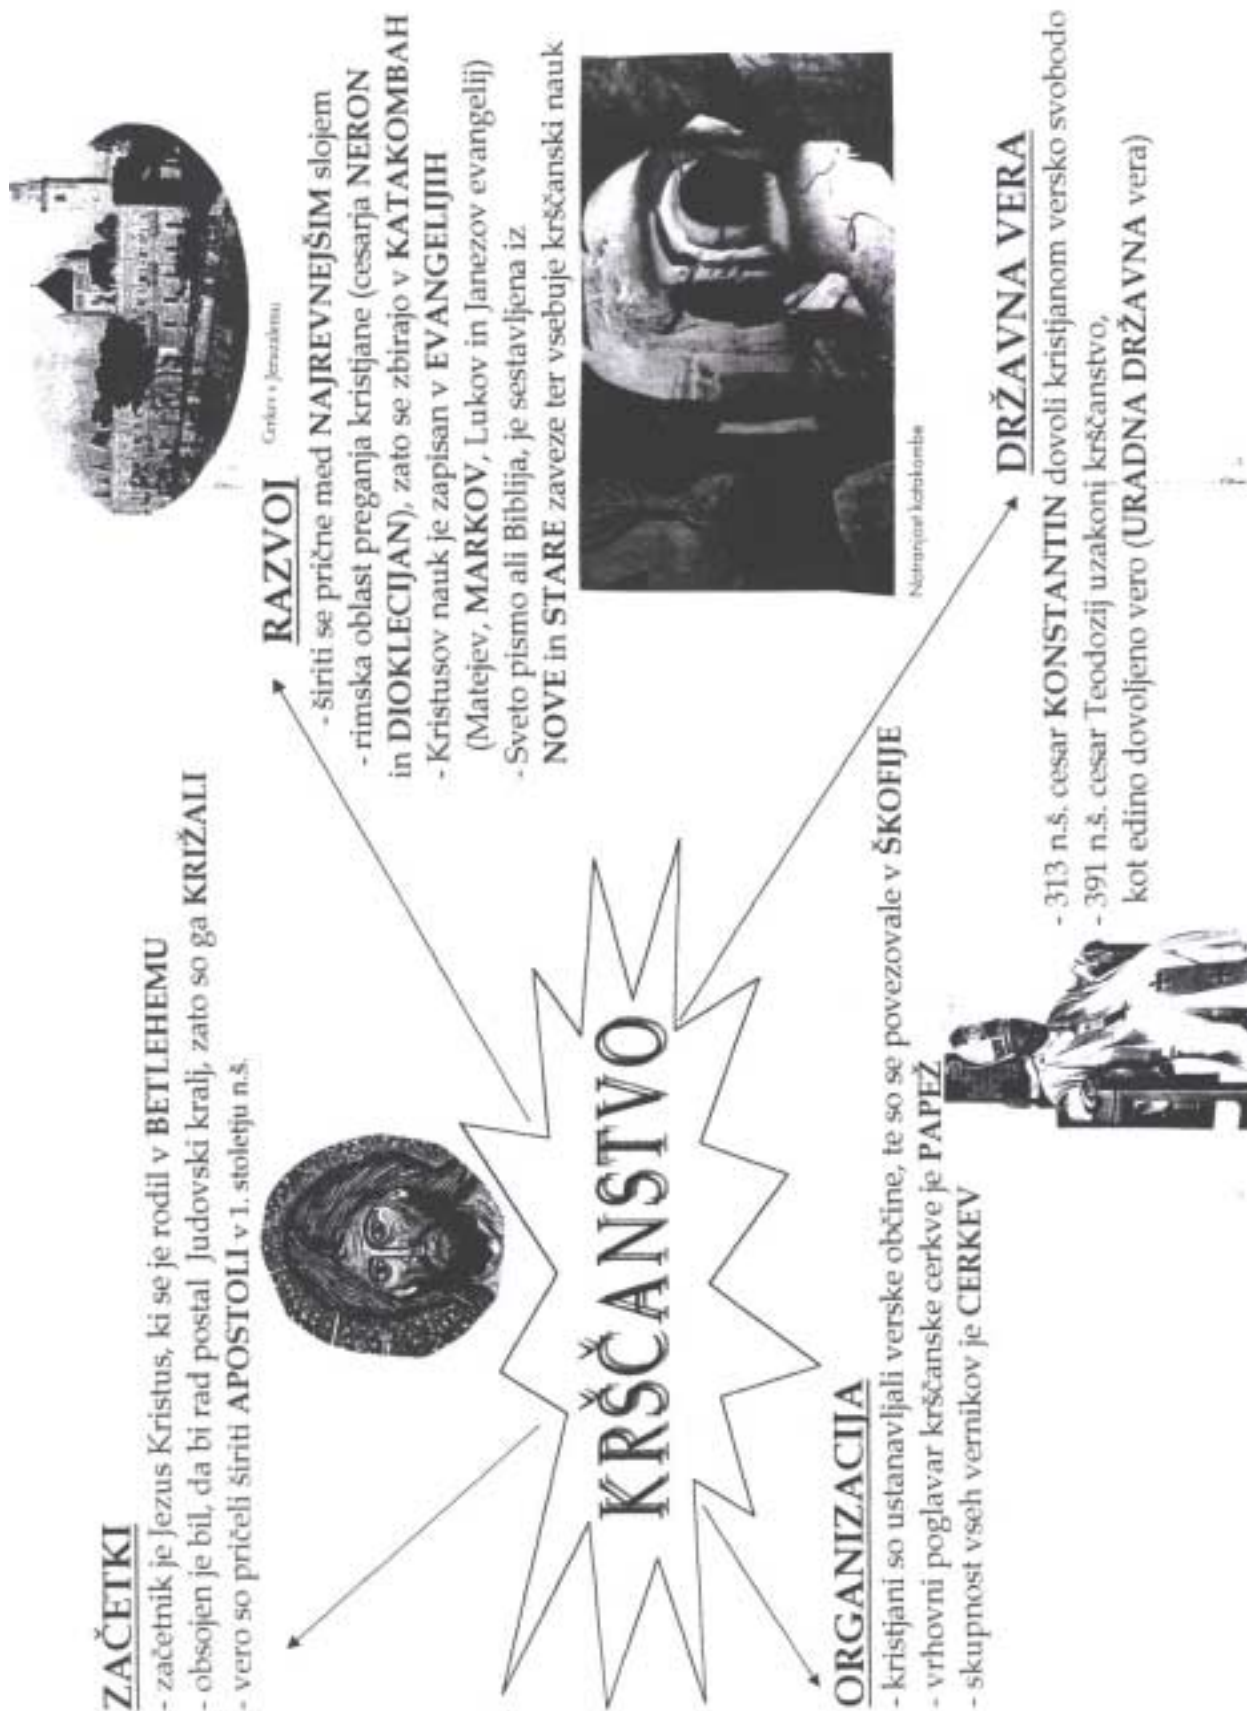 ZAČETKI
- začetnik je Jezus Kristus, ki se je rodil v BETLEHEMU
- obsojen je bil, da bi rad postal Judovski kralj, zato so ga KRIŽALI
- vero so pričeli širiti APOSTOLI v 1. stoletju n.š.
Cerkev v Jeruzalemu
RAZVOJ
- širiti se prične med NAJREVNEJŠIM slojem
- rimska oblast preganja kristjane (cesarja NERON
in DIOKLECIJAN), zato se zbirajo v KATAKOMBAH
- Kristusov nauk je zapisan v EVANGELIJIH
(Matejev, MARKOV, Lukov in Janezov evangelij)
- Sveto pismo ali Biblija, je sestavljena iz
NOVE in STARE zaveze ter vsebuje krščanski nauk
Notranjost katakombe
KRŠČANSTVO
ORGANIZACIJA
- kristjani so ustanavljali verske občine, te so se povezovale v ŠKOFIJE
- vrhovni poglavar krščanske cerkve je PAPEŽ
- skupnost vseh vernikov je CERKEV
DRŽAVNA VERA
- 313 n.š. cesar KONSTANTIN dovoli kristjanom versko svobodo
- 391 n.š. cesar Teodozij uzakoni krščanstvo,
kot edino dovoljeno vero (URADNA DRŽAVNA vera)